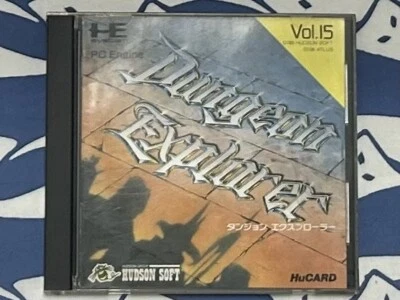 PC Engine
Vol.15
Dungeon
Explorer
ダンジョン エクスプローラー
HUDSON SOFT
HuCARD